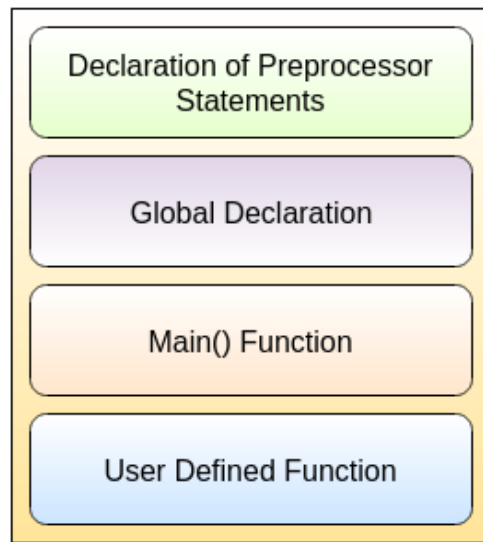 Declaration of Preprocessor
Statements
Global Declaration
Main() Function
User Defined Function